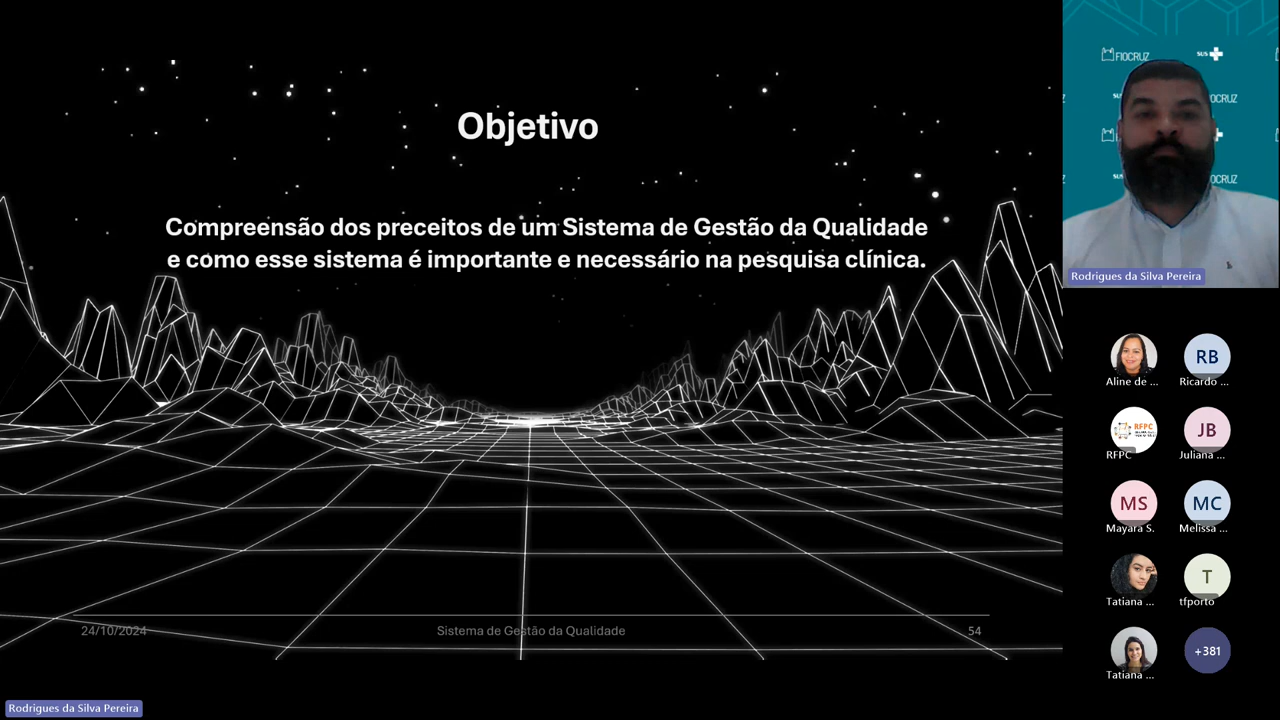 Objetivo
Compreensão dos preceitos de um Sistema de Gestão da Qualidade
e como esse sistema é importante e necessário na pesquisa clínica.
24/10/2024
Sistema de Gestão da Qualidade
54
Rodrigues da Silva Pereira
FIOCRUZ
SUS
Rodrigues da Silva Pereira
Aline de ...
RB
Ricardo ...
RFPC
RFPC
JB
Juliana ...
MS
Mayara S.
MC
Melissa ...
Tatiana ...
T
tfporto
Tatiana ...
+381